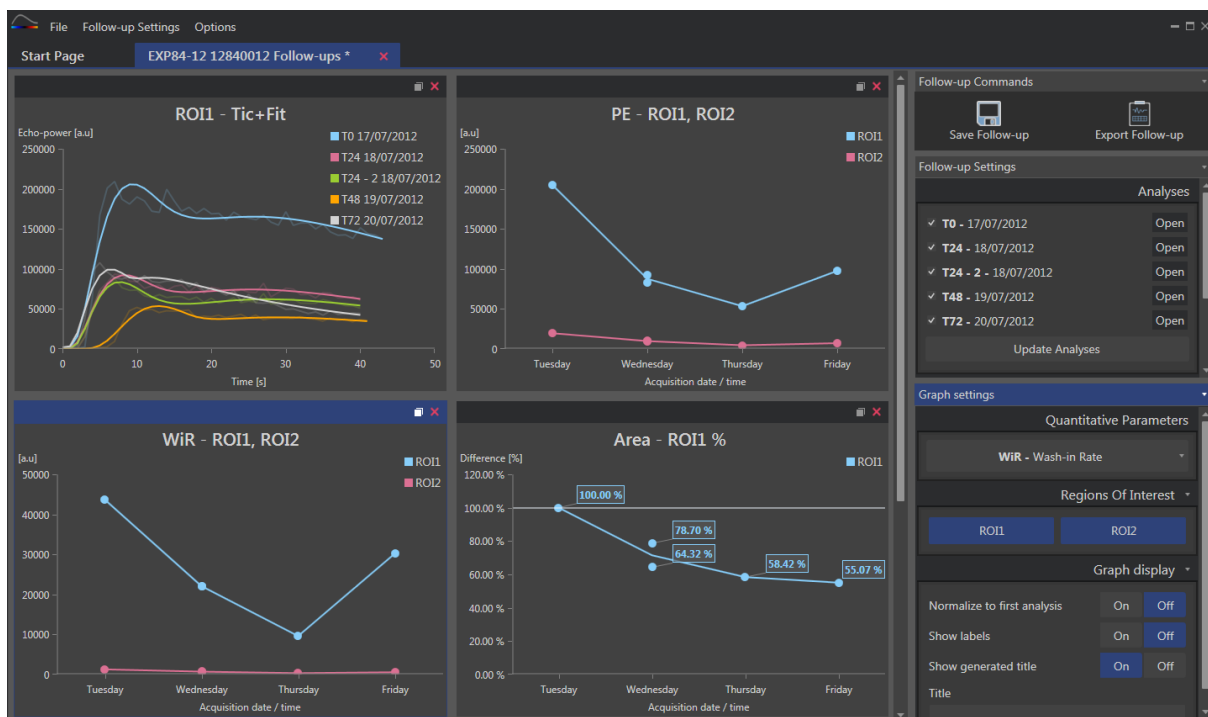 File Follow-up Settings Options
Start Page EXP84-12 12840012 Follow-ups *
ROI1 - Tic+Fit
Echo-power [a.u]
250000
200000
150000
100000
50000
0
0 10 20 30 40 50
Time [s]
T0 17/07/2012
T24 18/07/2012
T24 - 2 18/07/2012
T48 19/07/2012
T72 20/07/2012
PE - ROI1, ROI2
[a.u]
ROI1
ROI2
250000
200000
150000
100000
50000
0
Tuesday Wednesday Thursday Friday
Acquisition date / time
WiR - ROI1, ROI2
[a.u]
ROI1
ROI2
50000
40000
30000
20000
10000
0
Tuesday Wednesday Thursday Friday
Acquisition date / time
Area - ROI1 %
Difference [%]
ROI1
120.00 %
100.00 %
80.00 %
60.00 %
40.00 %
20.00 %
0.00 %
100.00 %
78.70 %
64.32 %
58.42 %
55.07 %
Tuesday Wednesday Thursday Friday
Acquisition date / time
Follow-up Commands
Save Follow-up Export Follow-up
Follow-up Settings
Analyses
T0 - 17/07/2012 Open
T24 - 18/07/2012 Open
T24 - 2 - 18/07/2012 Open
T48 - 19/07/2012 Open
T72 - 20/07/2012 Open
Update Analyses
Graph settings
Quantitative Parameters
WiR - Wash-in Rate
Regions Of Interest
ROI1 ROI2
Graph display
Normalize to first analysis On Off
Show labels On Off
Show generated title On Off
Title